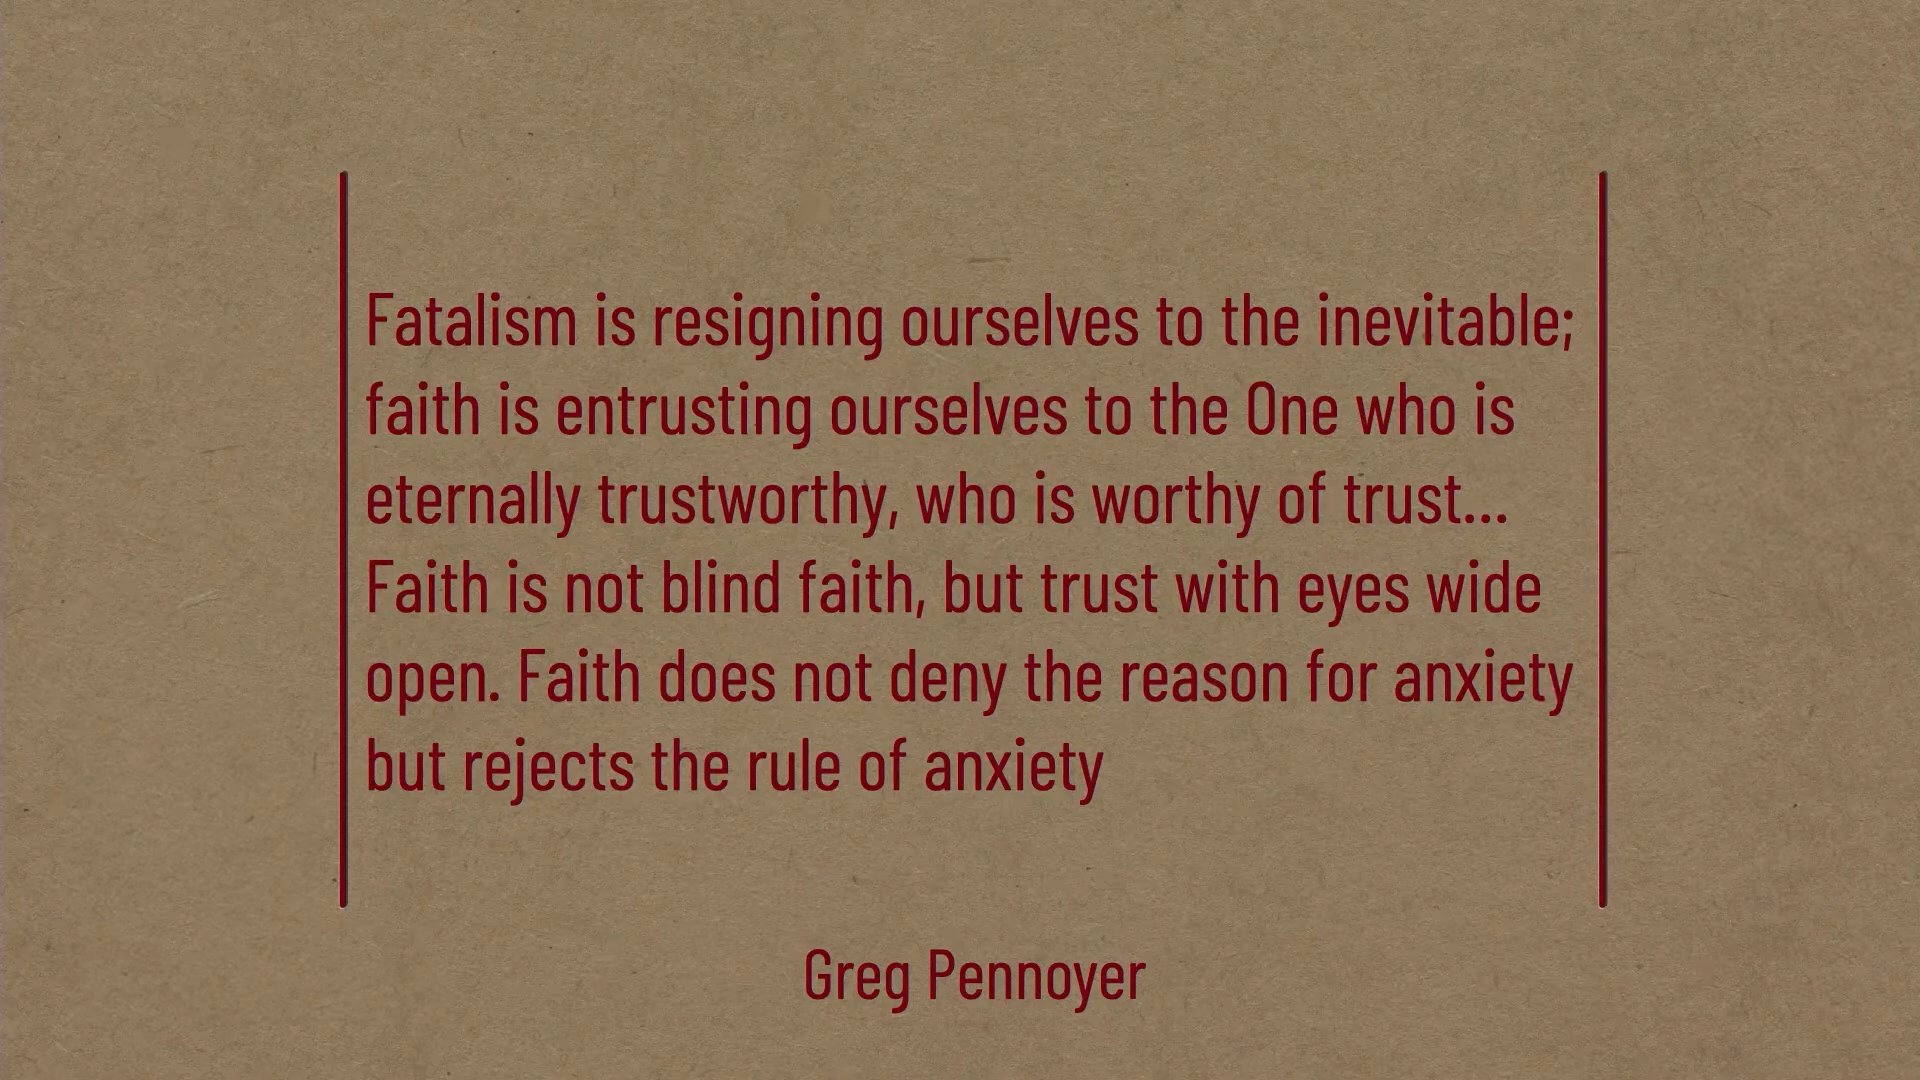 Fatalism is resigning ourselves to the inevitable;
faith is entrusting ourselves to the One who is
eternally trustworthy, who is worthy of trust...
Faith is not blind faith, but trust with eyes wide
open. Faith does not deny the reason for anxiety
but rejects the rule of anxiety
Greg Pennoyer